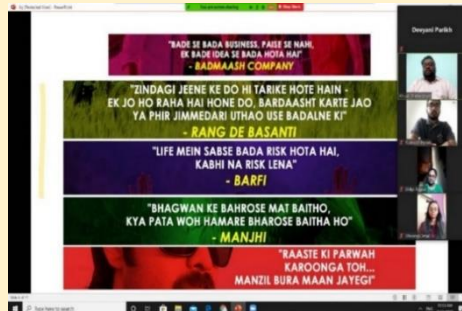 "BADE SE BADA BUSINESS, PAISE SE NAHI,
EK BADE IDEA SE BADA HOTA HAI"
- BADMAASH COMPANY
"ZINDAGI JEENE KE DO HI TARIKE HOTE HAIN -
EK JO HO RAHA HAI HONE DO, BARDAASHT KARTE JAO
YA PHIR JIMMEDARI UTHAO USE BADALNE KI"
- RANG DE BASANTI
"LIFE MEIN SABSE BADA RISK HOTA HAI,
KABHI NA RISK LENA"
- BARFI
"BHAGWAN KE BAHROSE MAT BAITHO,
KYA PATA WOH HAMARE BHAROSE BAITHA HO"
- MANJHI
"RAASTE KI PARWAH
KAROONGA TOH...
MANZIL BURA MAAN JAYEGI"
Devyani Parikh
Type here to search